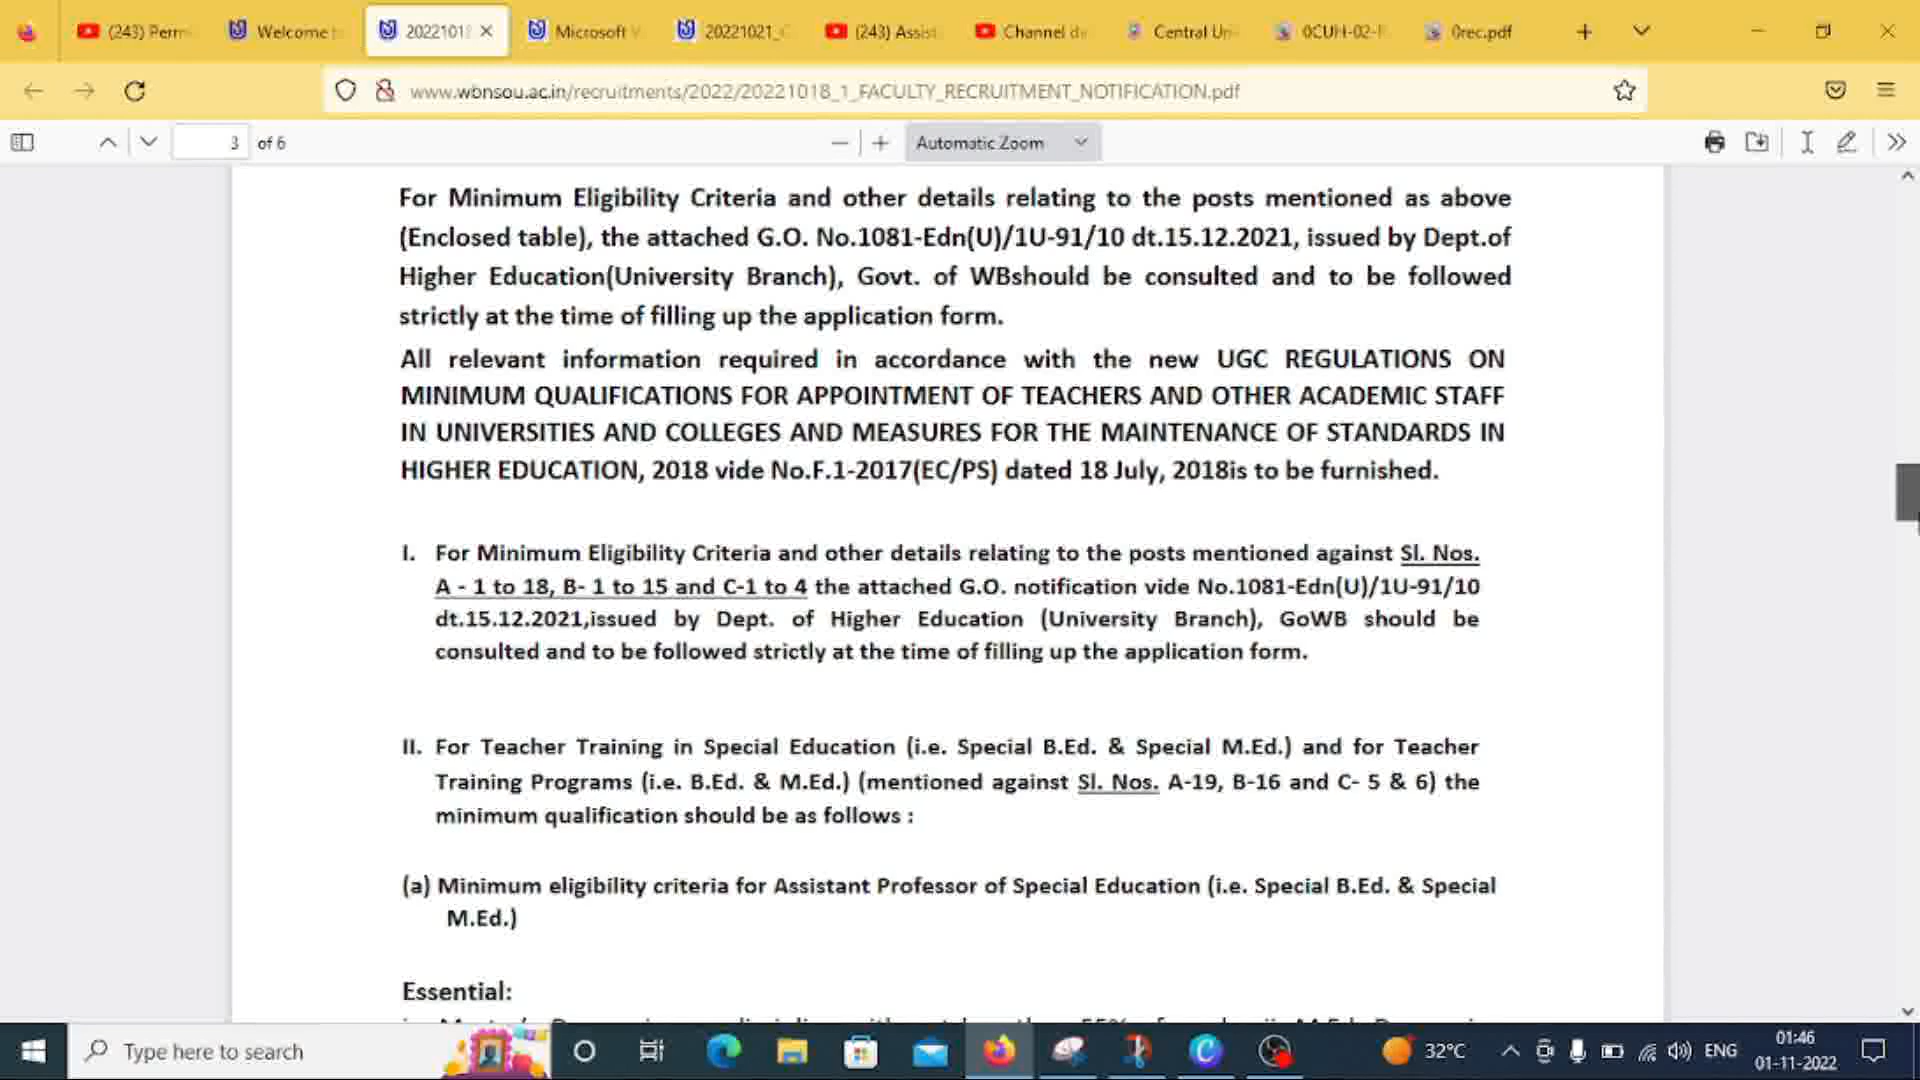 (243) Perm
Welcome t
2022101
Microsoft V
20221021_
(243) Assist
Channel da
Central Un
0CUH-02-
0rec.pdf
www.wbnsou.ac.in/recruitments/2022/20221018_1_FACULTY_RECRUITMENT_NOTIFICATION.pdf
3 of 6
Automatic Zoom
For Minimum Eligibility Criteria and other details relating to the posts mentioned as above
(Enclosed table), the attached G.O. No.1081-Edn(U)/1U-91/10 dt.15.12.2021, issued by Dept.of
Higher Education(University Branch), Govt. of WBshould be consulted and to be followed
strictly at the time of filling up the application form.
All relevant information required in accordance with the new UGC REGULATIONS ON
MINIMUM QUALIFICATIONS FOR APPOINTMENT OF TEACHERS AND OTHER ACADEMIC STAFF
IN UNIVERSITIES AND COLLEGES AND MEASURES FOR THE MAINTENANCE OF STANDARDS IN
HIGHER EDUCATION, 2018 vide No.F.1-2017(EC/PS) dated 18 July, 2018is to be furnished.
I. For Minimum Eligibility Criteria and other details relating to the posts mentioned against Sl. Nos.
A - 1 to 18, B- 1 to 15 and C-1 to 4 the attached G.O. notification vide No.1081-Edn(U)/1U-91/10
dt.15.12.2021,issued by Dept. of Higher Education (University Branch), GoWB should be
consulted and to be followed strictly at the time of filling up the application form.
II. For Teacher Training in Special Education (i.e. Special B.Ed. & Special M.Ed.) and for Teacher
Training Programs (i.e. B.Ed. & M.Ed.) (mentioned against Sl. Nos. A-19, B-16 and C- 5 & 6) the
minimum qualification should be as follows :
(a) Minimum eligibility criteria for Assistant Professor of Special Education (i.e. Special B.Ed. & Special
M.Ed.)
Essential:
Type here to search
32°C
ENG
01:46
01-11-2022